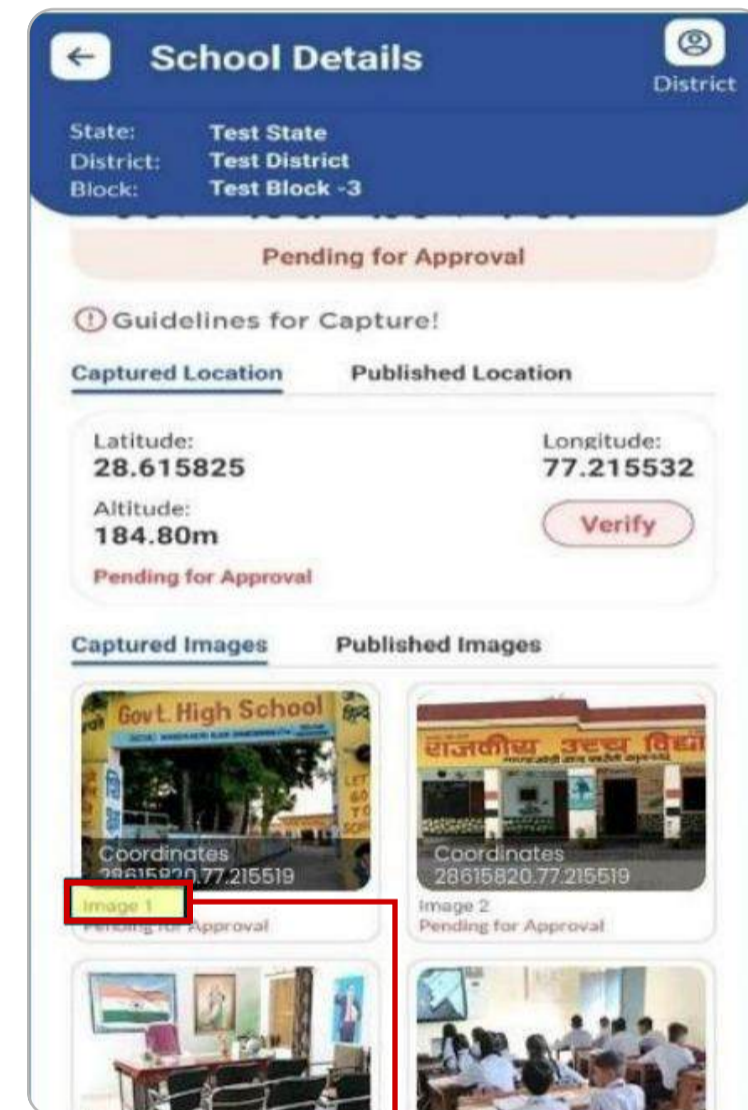 School Details
District
State: Test State
District: Test District
Block: Test Block -3
Pending for Approval
Guidelines for Capture!
Captured Location Published Location
Latitude: Longitude:
28.615825 77.215532
Altitude:
184.80m Verify
Pending for Approval
Captured Images Published Images
Govt. High School
राजकीय उच्च विद्या
Coordinates
28615820.77.215519
Coordinates
28615820.77.215519
Image 1
Pending for Approval
Image 2
Pending for Approval